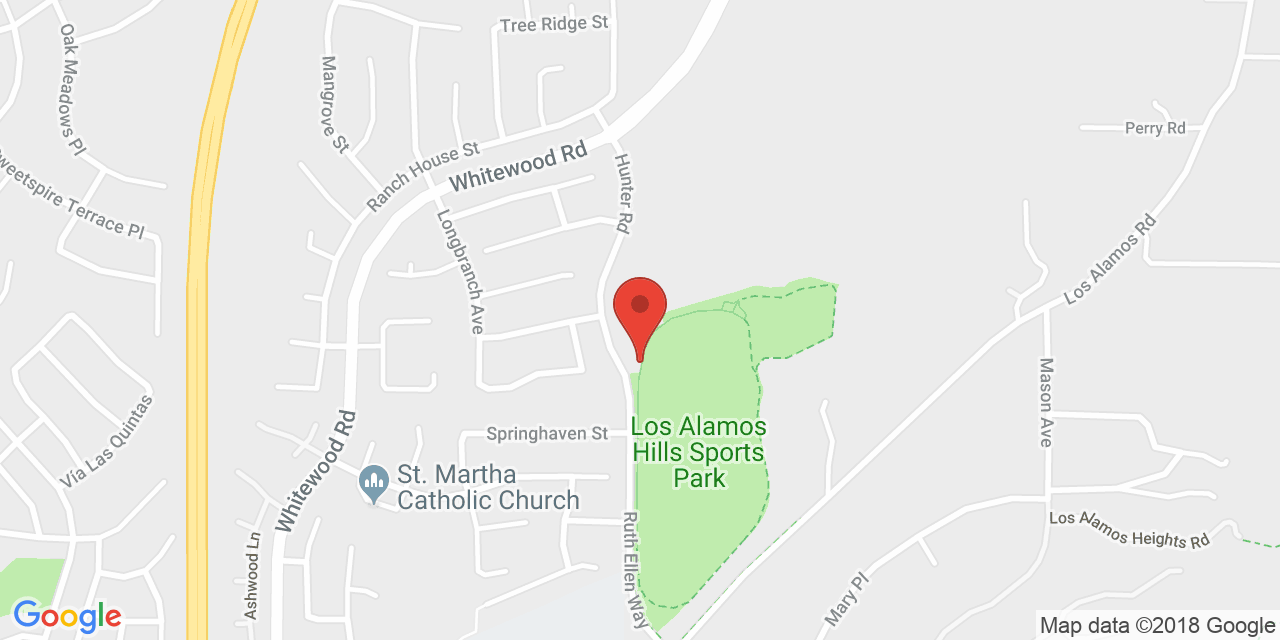 Tree Ridge St
Oak Meadows Pl
Mangrove St
Perry Rd
Ranch House St
Whitewood Rd
Hunter Rd
Sweetspire Terrace Pl
Longbranch Ave
Los Alamos Rd
Mason Ave
Via Las Quintas
Whitewood Rd
Springhaven St
Los Alamos
Hills Sports
Park
St. Martha
Catholic Church
Ashwood Ln
Ruth Ellen Way
Los Alamos Heights Rd
Mary Pl
Google
Map data ©2018 Google